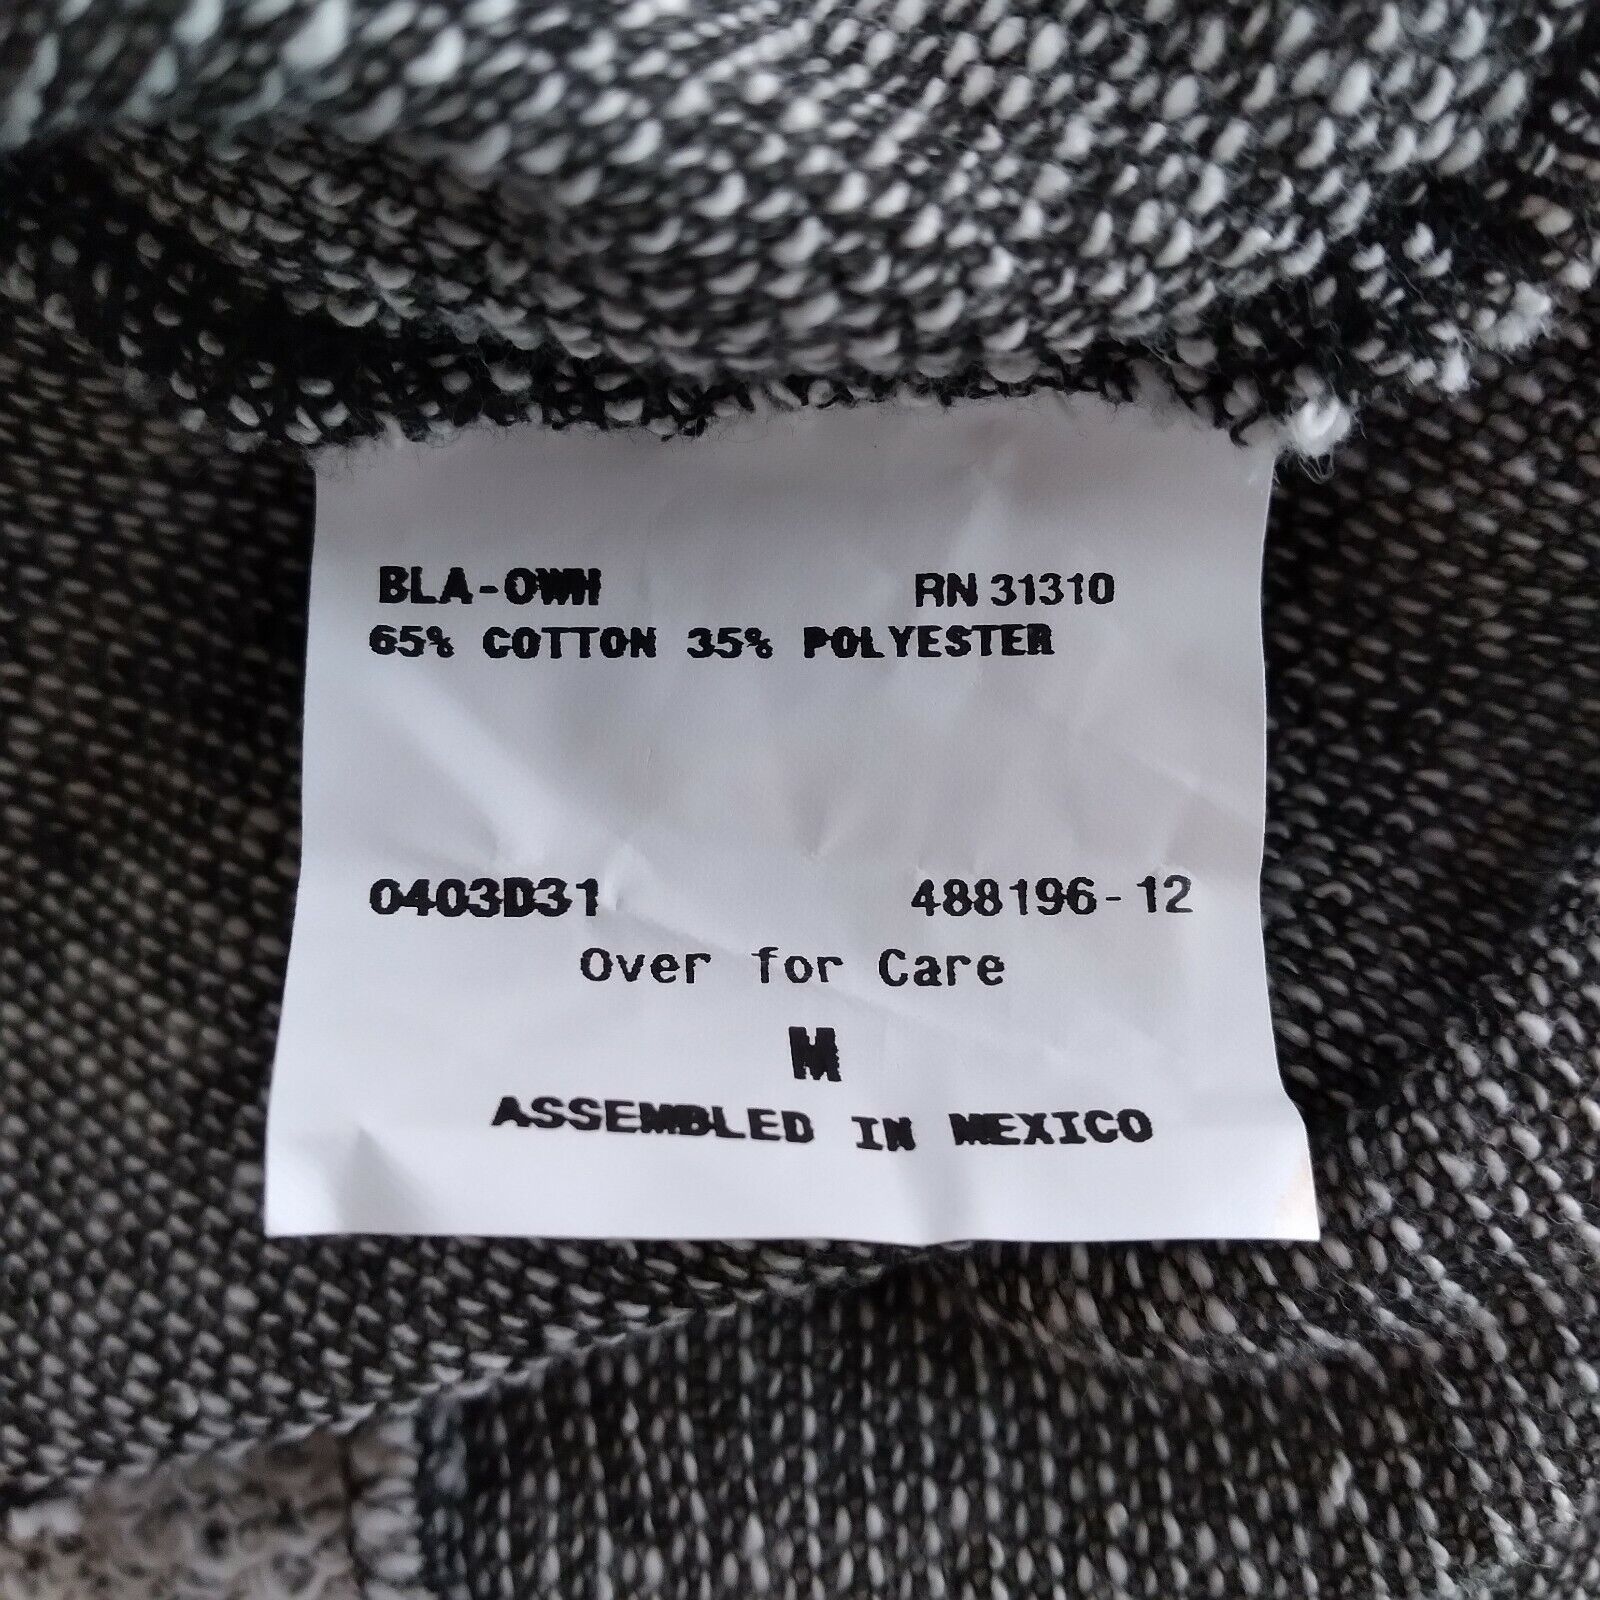 BLA-OWH RN 31310
65% COTTON 35% POLYESTER
0403D31 488196-12
Over for Care
M
ASSEMBLED IN MEXICO